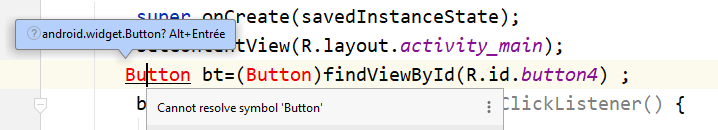 super.onCreate(savedInstanceState);
android.widget.Button? Alt+Entrée
setContentView(R.layout.activity_main);
Button bt=(Button)findViewById(R.id.button4) ;
Cannot resolve symbol 'Button'
ClickListener() {